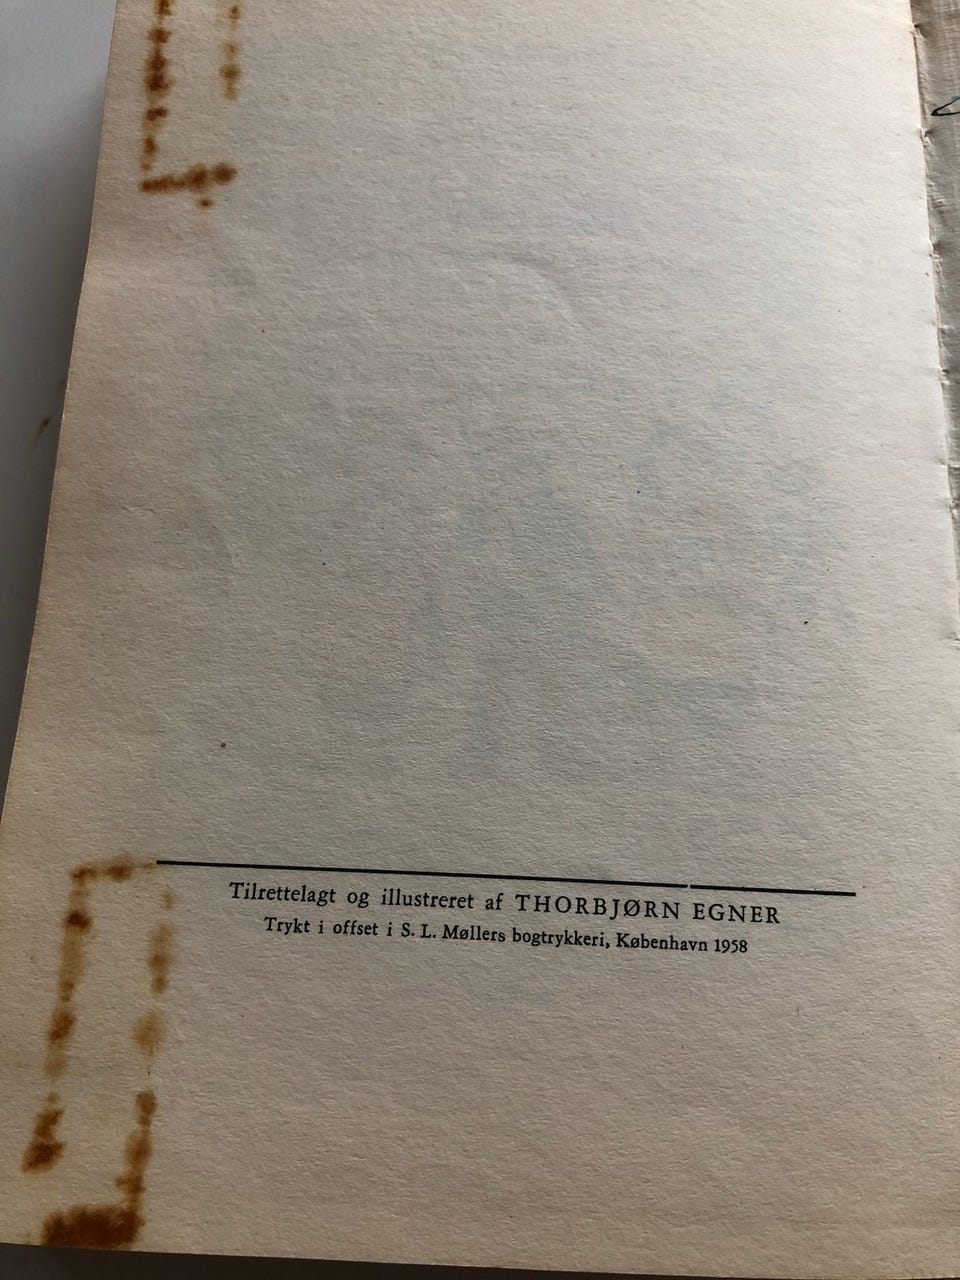 Tilrettelagt og illustreret af THORBJØRN EGNER
Trykt i offset i S. L. Møllers bogtrykkeri, København 1958